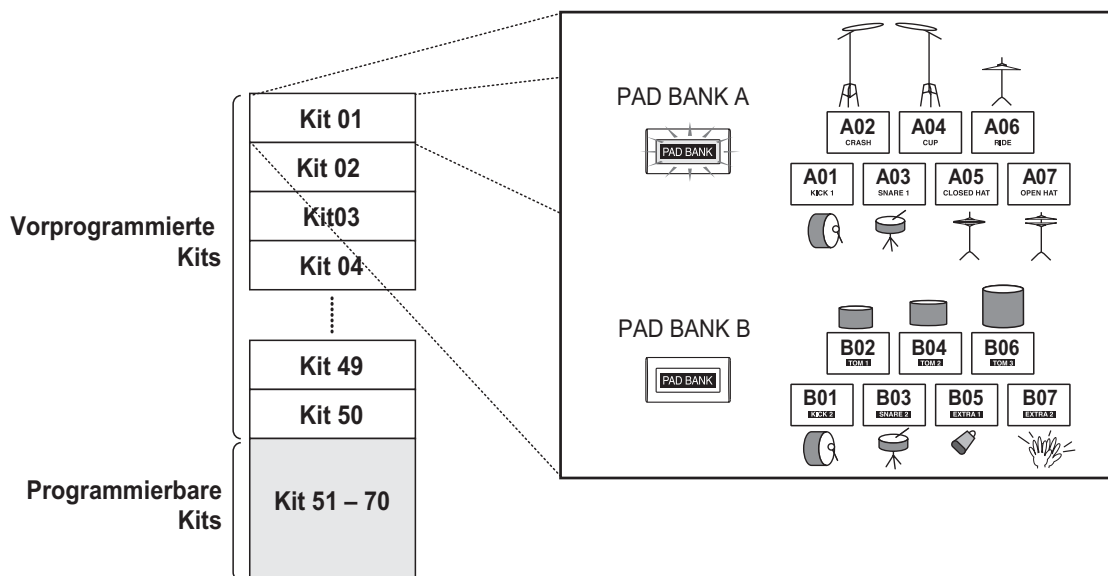 Vorprogrammierte
Kits
Kit 01
Kit 02
Kit03
Kit 04
Kit 49
Kit 50
Programmierbare
Kits
Kit 51 – 70
PAD BANK A
PAD BANK
A02
CRASH
A04
CUP
A06
RIDE
A01
KICK 1
A03
SNARE 1
A05
CLOSED HAT
A07
OPEN HAT
PAD BANK B
PAD BANK
B02
TOM 1
B04
TOM 2
B06
TOM 3
B01
KICK 2
B03
SNARE 2
B05
EXTRA 1
B07
EXTRA 2